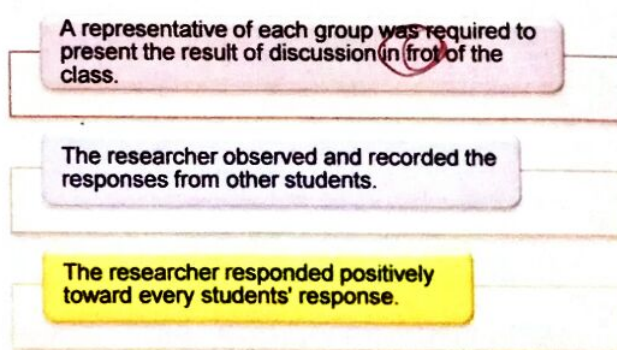 A representative of each group was required to
present the result of discussion in frot of the
class.
The researcher observed and recorded the
responses from other students.
The researcher responded positively
toward every students' response.